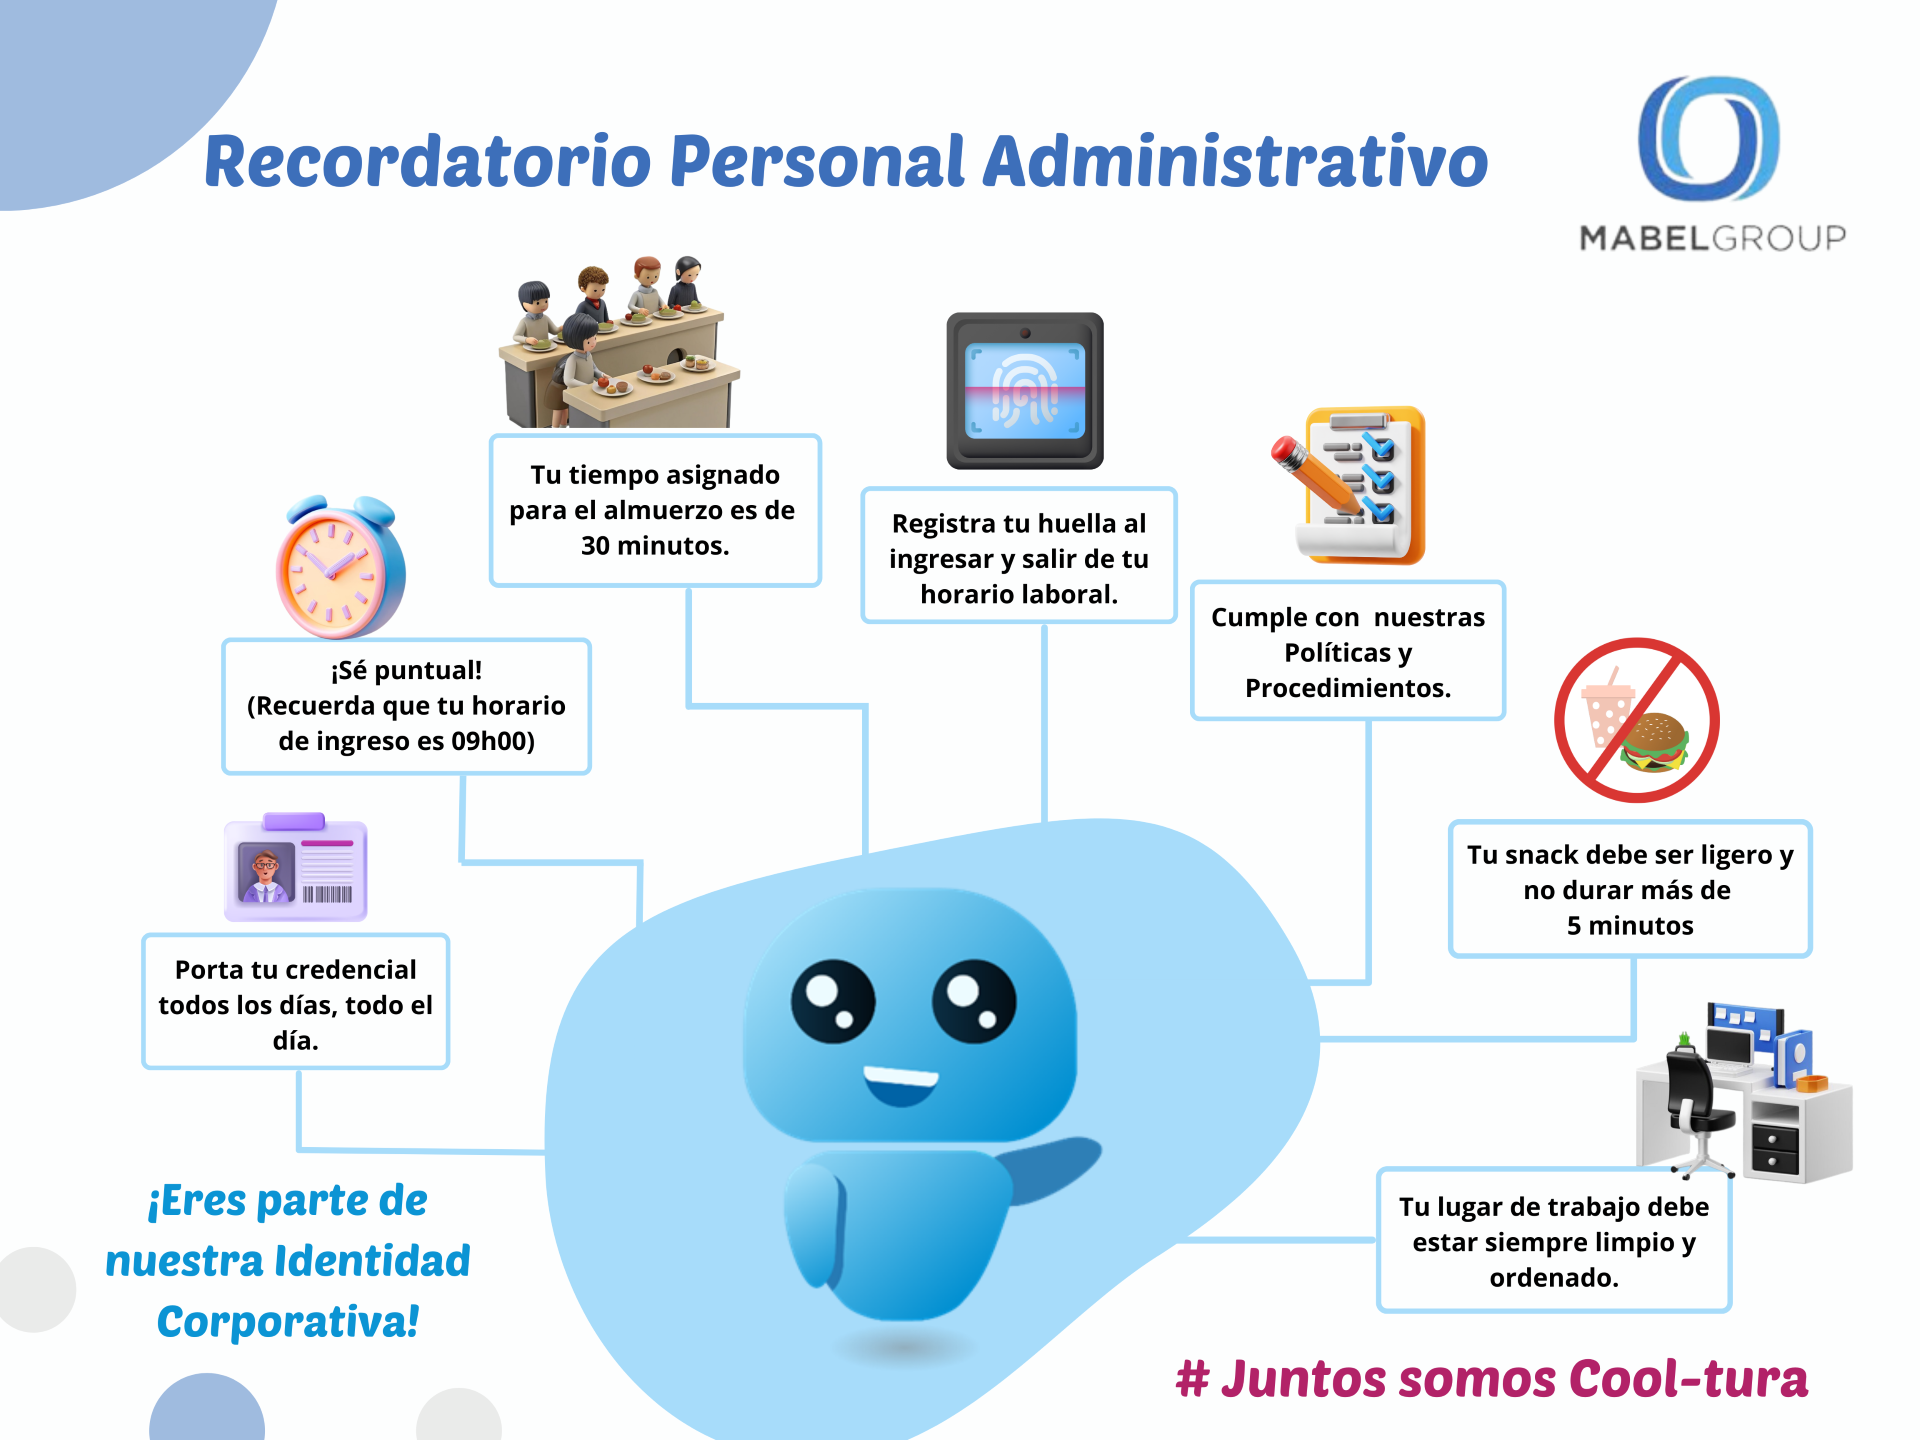 Recordatorio Personal Administrativo
MABELGROUP
Tu tiempo asignado
para el almuerzo es de
30 minutos.
Registra tu huella al
ingresar y salir de tu
horario laboral.
Cumple con  nuestras
Políticas y
Procedimientos.
¡Sé puntual!
(Recuerda que tu horario
de ingreso es 09h00)
Tu snack debe ser ligero y
no durar más de
5 minutos
Porta tu credencial
todos los días, todo el
día.
Tu lugar de trabajo debe
estar siempre limpio y
ordenado.
¡Eres parte de
nuestra Identidad
Corporativa!
# Juntos somos Cool-tura